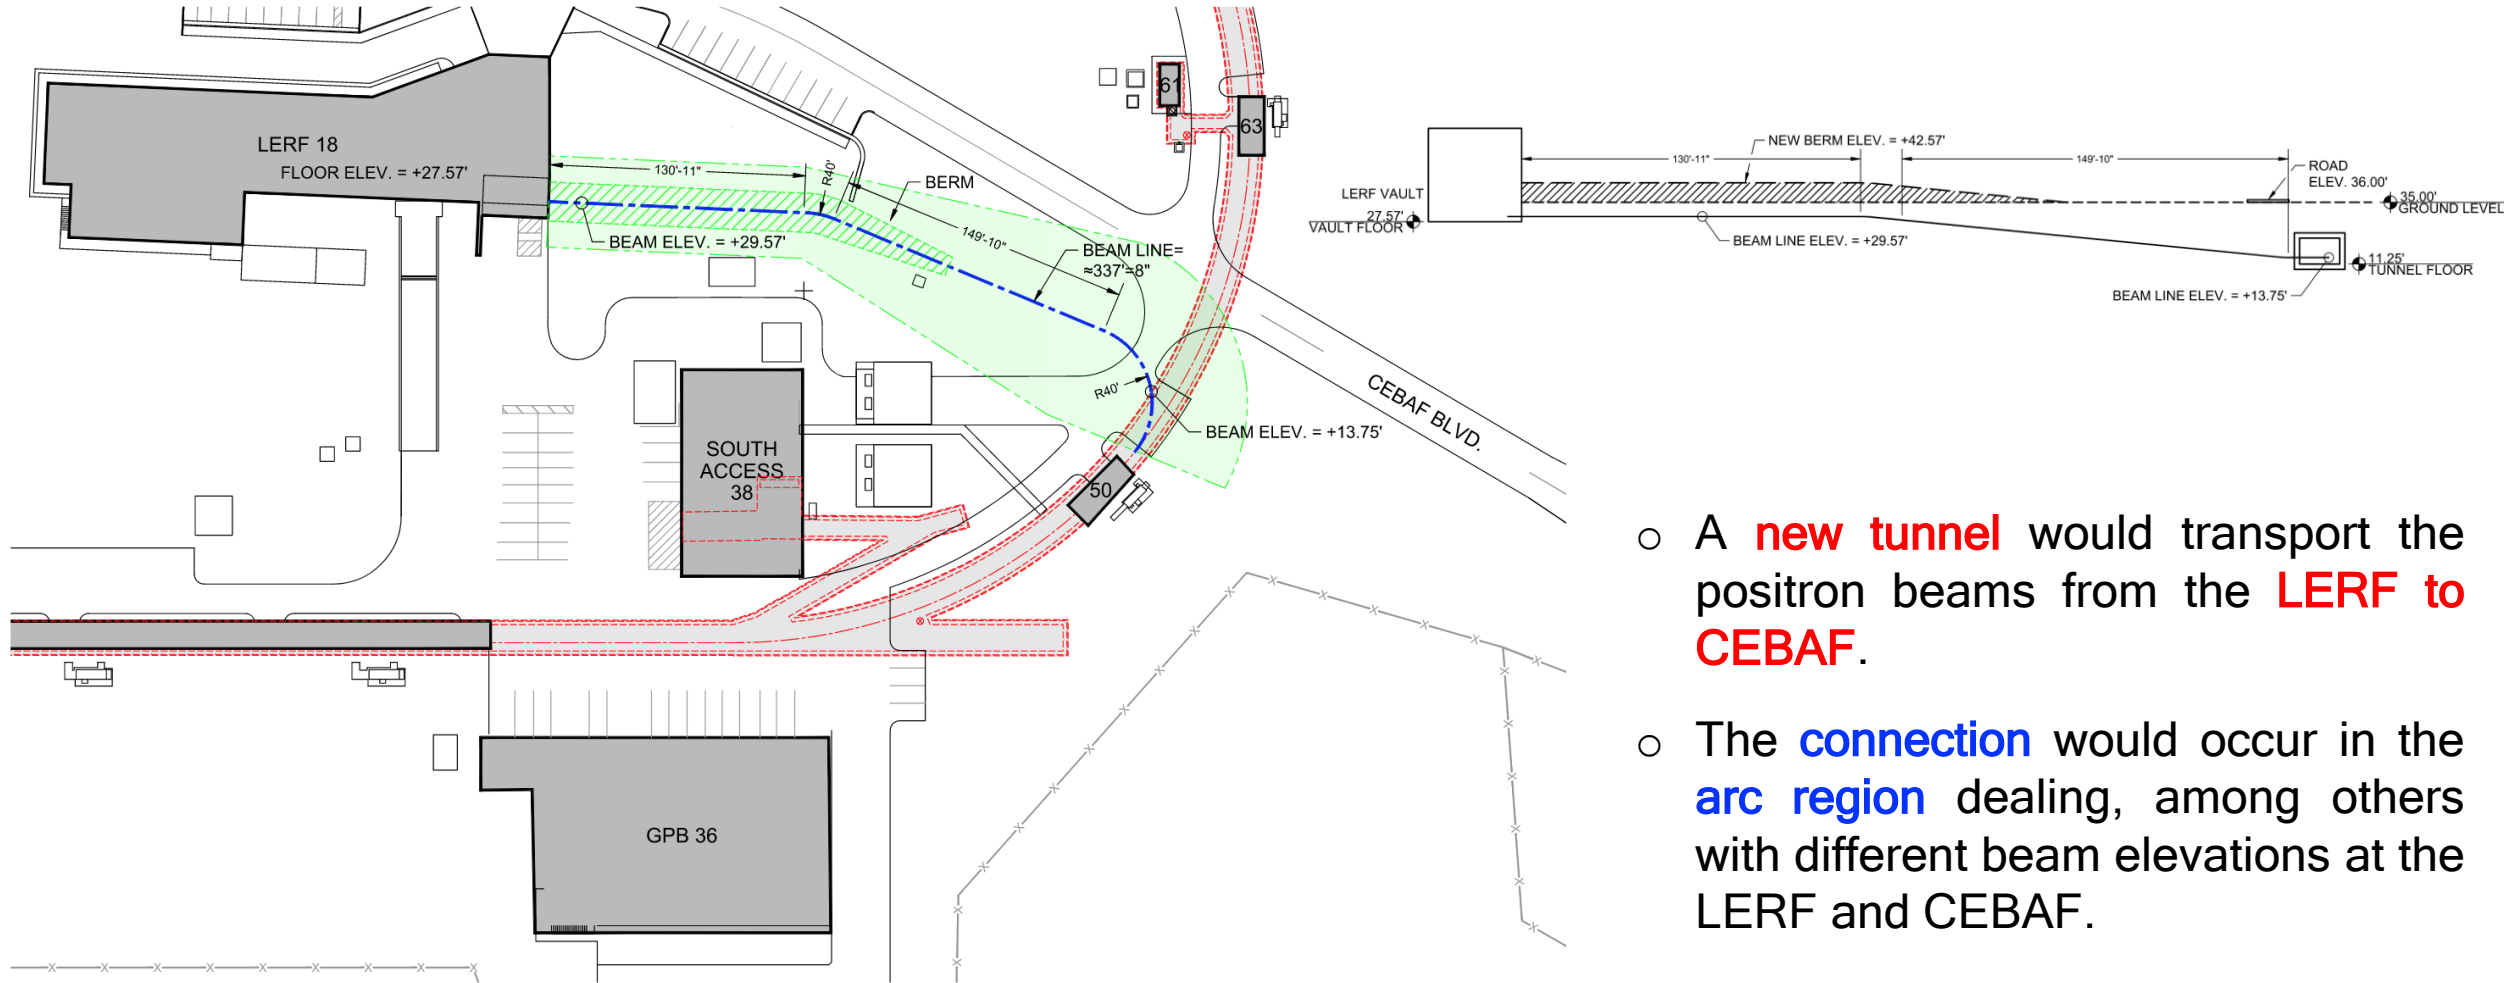 LERF 18
FLOOR ELEV. = +27.57'
130'-11"
R40'
BERM
149'-10"
BEAM ELEV. = +29.57'
BEAM LINE=
≈337'=8"
R40'
BEAM ELEV. = +13.75'
61
63
CEBAF BLVD.
SOUTH
ACCESS
38
50
GPB 36
NEW BERM ELEV. = +42.57'
130'-11"
149'-10"
ROAD
ELEV. 36.00'
LERF VAULT
27.57'
VAULT FLOOR
35.00'
GROUND LEVEL
BEAM LINE ELEV. = +29.57'
11.25'
TUNNEL FLOOR
BEAM LINE ELEV. = +13.75'
○ A new tunnel would transport the
positron beams from the LERF to
CEBAF.
○ The connection would occur in the
arc region dealing, among others
with different beam elevations at the
LERF and CEBAF.